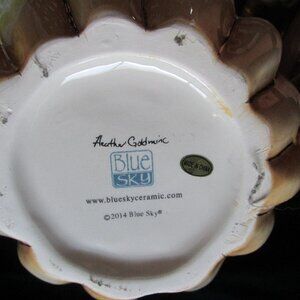 Heather Goldminc
Blue
SKY
www.blueskyceramic.com
©2014 Blue Sky®